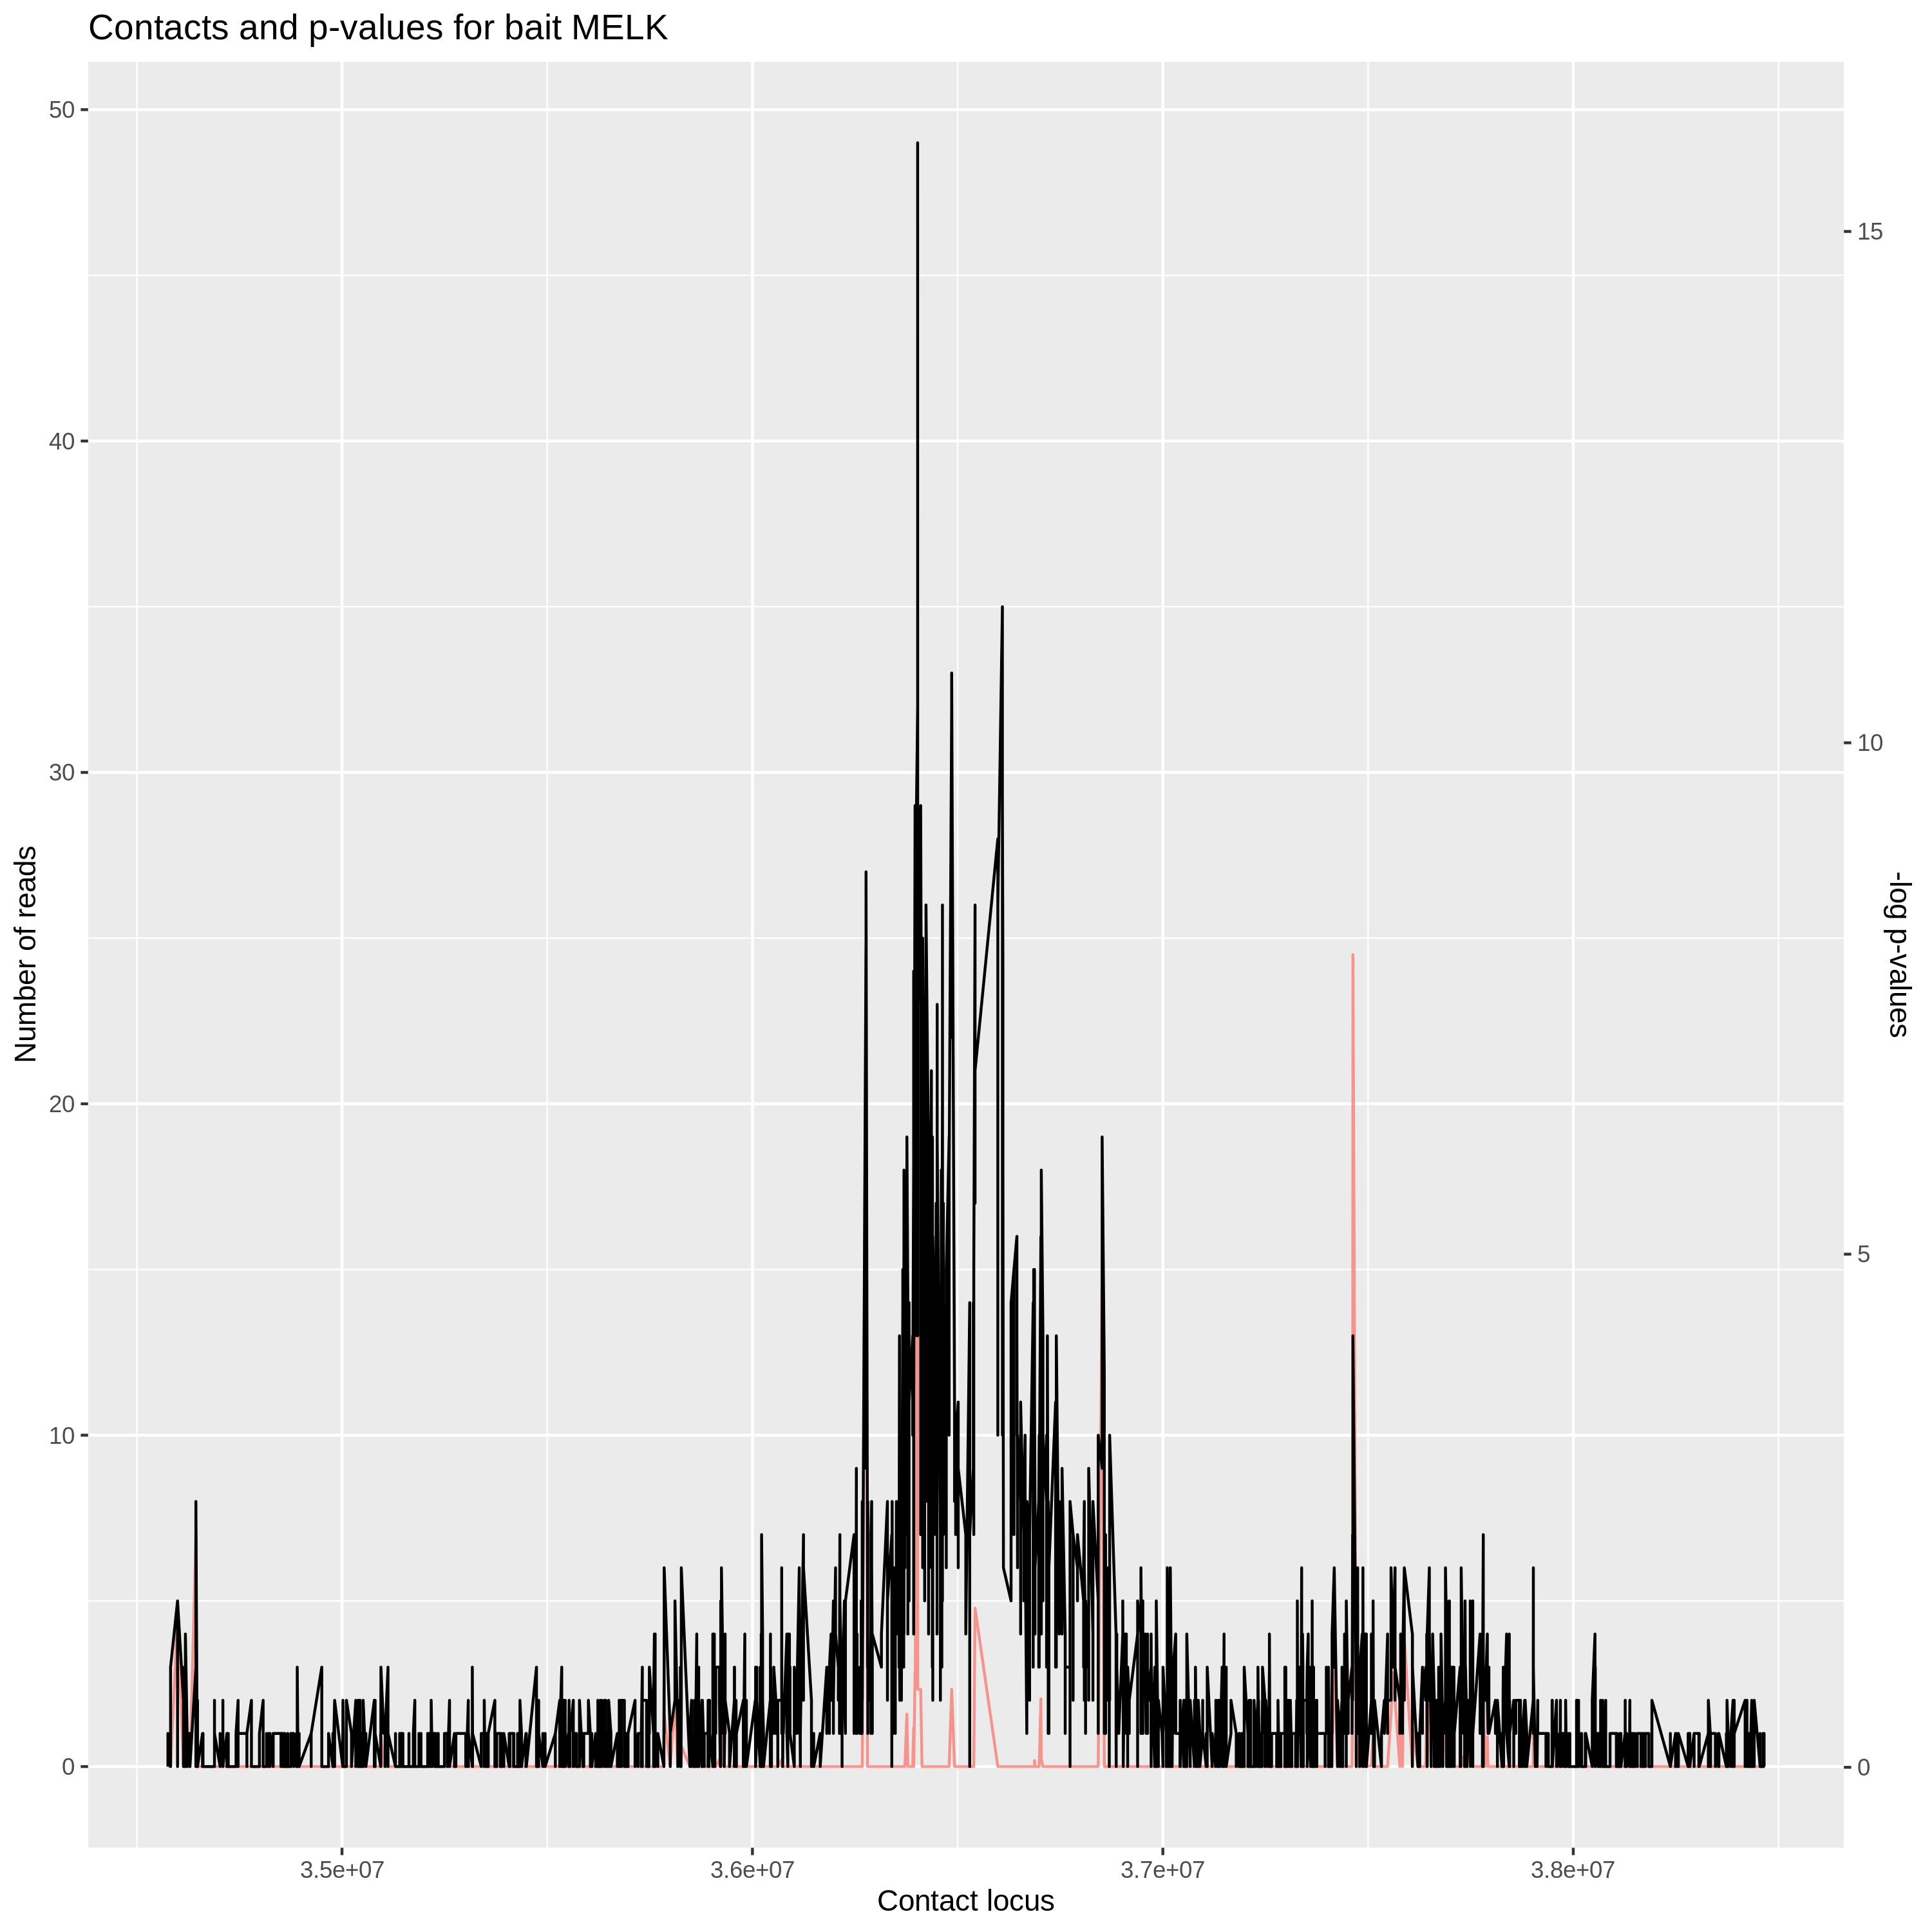 Contacts and p-values for bait MELK
50
40
30
20
10
0
Number of reads
15
10
5
0
-log p-values
3.5e+07
3.6e+07
3.7e+07
3.8e+07
Contact locus